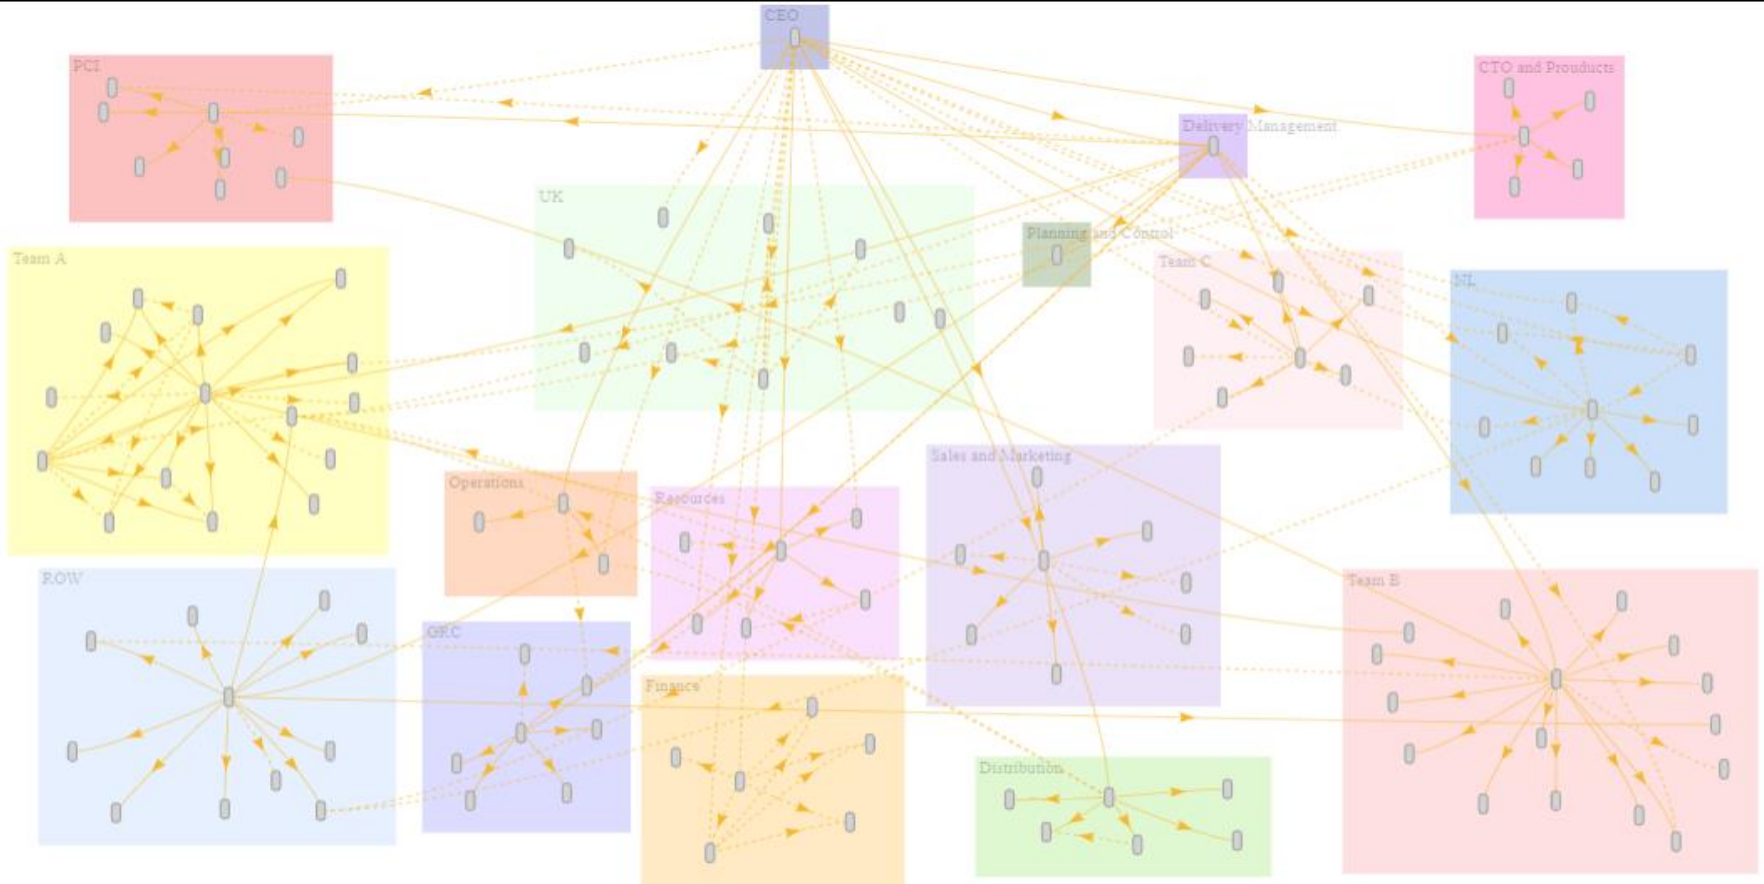 CEO
PCI
CTO and Prouducts
Delivery Management
UK
Planning and Control
Team A
Team C
NL
Sales and Marketing
Operations
Resources
ROW
Team B
GRC
Finance
Distribution